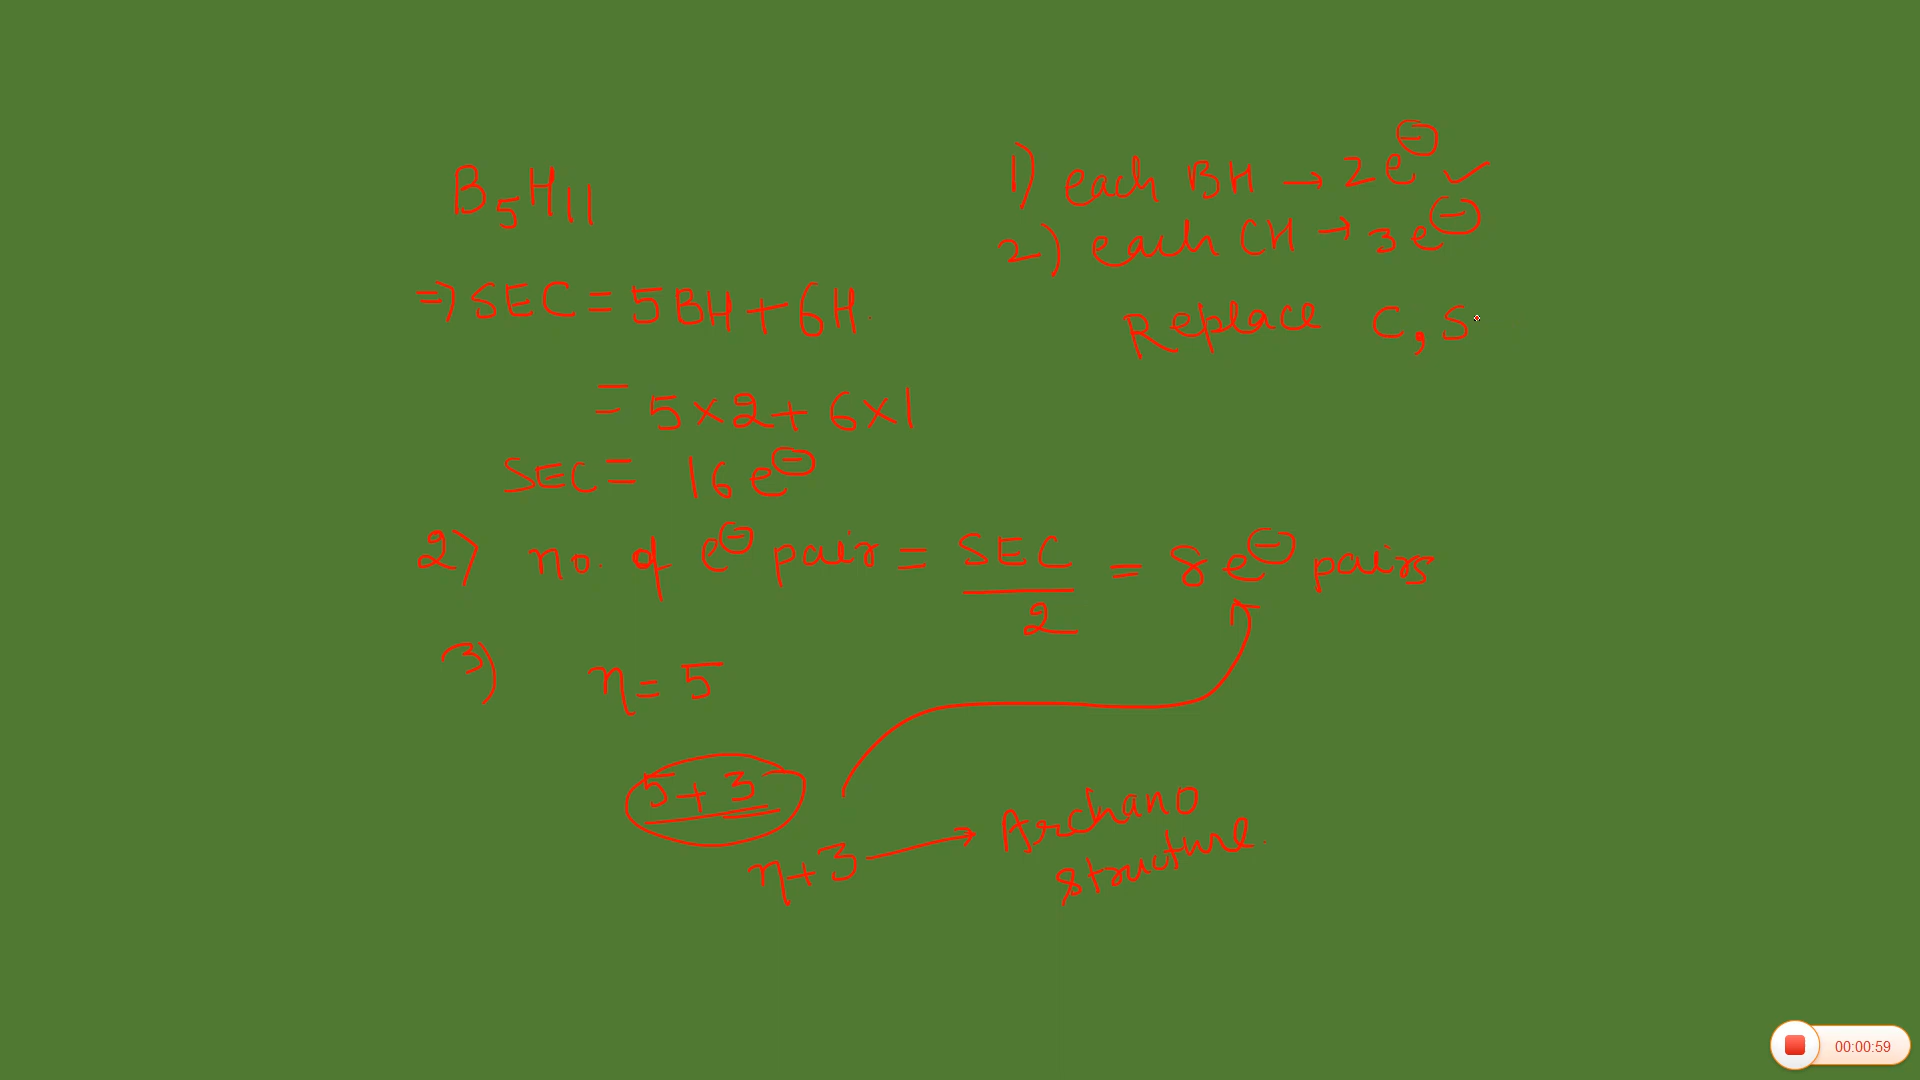 B5H11
⇒ SEC = 5BH + 6H.
= 5×2 + 6×1
SEC = 16 e⊖
2) no. of e⊖ pair = SEC/2 = 8e⊖ pairs
3) n = 5
5+3
n+3 → Archano
structure.
1) each BH → 2e⊖ ✓
2) each CH → 3e⊖
Replace C, S
00:00:59